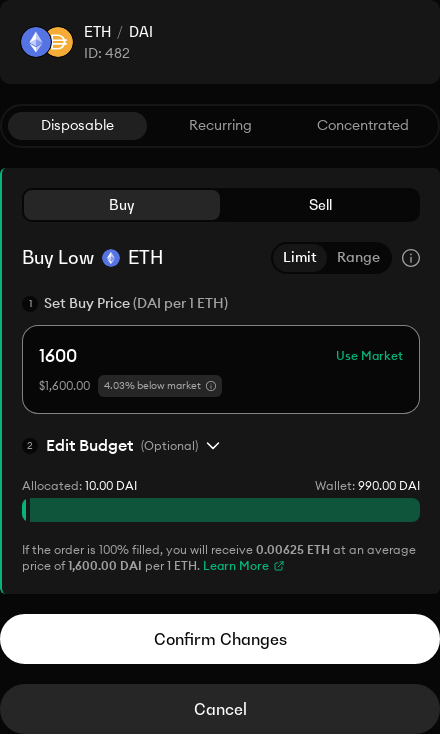 ETH / DAI
ID: 482
Disposable Recurring Concentrated
Buy Sell
Buy Low ETH Limit Range
1 Set Buy Price (DAI per 1 ETH)
1600 Use Market
$1,600.00 4.03% below market
2 Edit Budget (Optional)
Allocated: 10.00 DAI Wallet: 990.00 DAI
If the order is 100% filled, you will receive 0.00625 ETH at an average
price of 1,600.00 DAI per 1 ETH. Learn More
Confirm Changes
Cancel